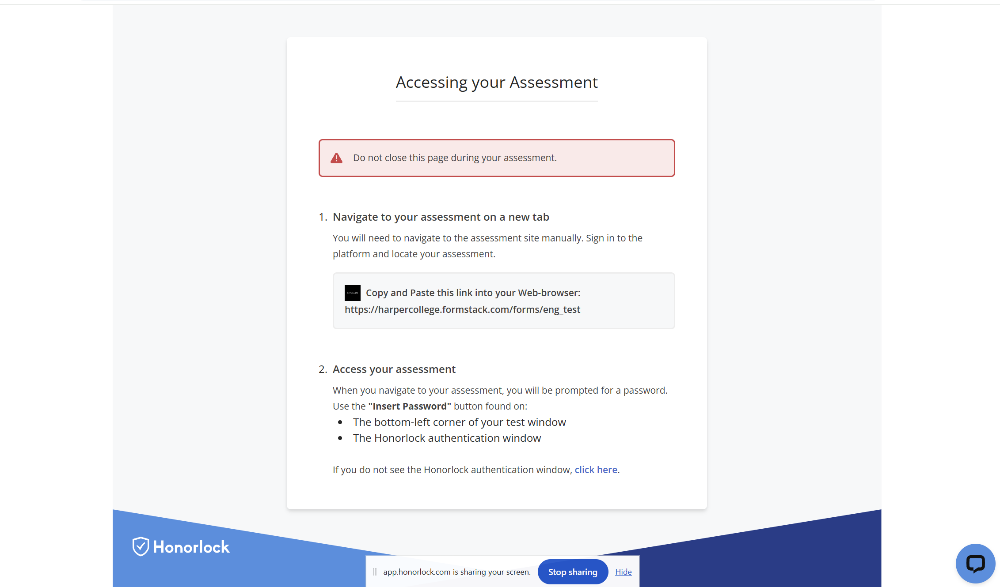 Accessing your Assessment
Do not close this page during your assessment.
1. Navigate to your assessment on a new tab
You will need to navigate to the assessment site manually. Sign in to the
platform and locate your assessment.
Copy and Paste this link into your Web-browser:
https://harpercollege.formstack.com/forms/eng_test
2. Access your assessment
When you navigate to your assessment, you will be prompted for a password.
Use the "Insert Password" button found on:
• The bottom-left corner of your test window
• The Honorlock authentication window
If you do not see the Honorlock authentication window, click here.
Honorlock
app.honorlock.com is sharing your screen. Stop sharing Hide